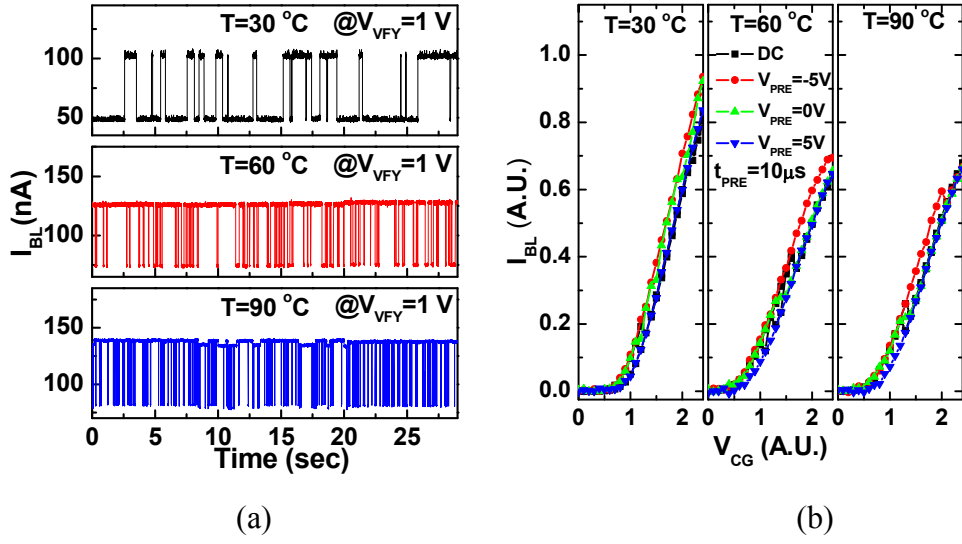 T=30 °C @V_VFY=1 V
100
50
T=60 °C @V_VFY=1 V
150
100
T=90 °C @V_VFY=1 V
150
100
I_BL(nA)
0 5 10 15 20 25
Time (sec)
(a)
T=30 °C T=60 °C T=90 °C
DC
V_PRE=-5V
V_PRE=0V
V_PRE=5V
t_PRE=10μs
1.0
0.8
0.6
0.4
0.2
0.0
I_BL (A.U.)
1 2 0 1 2 1 2
V_CG (A.U.)
(b)